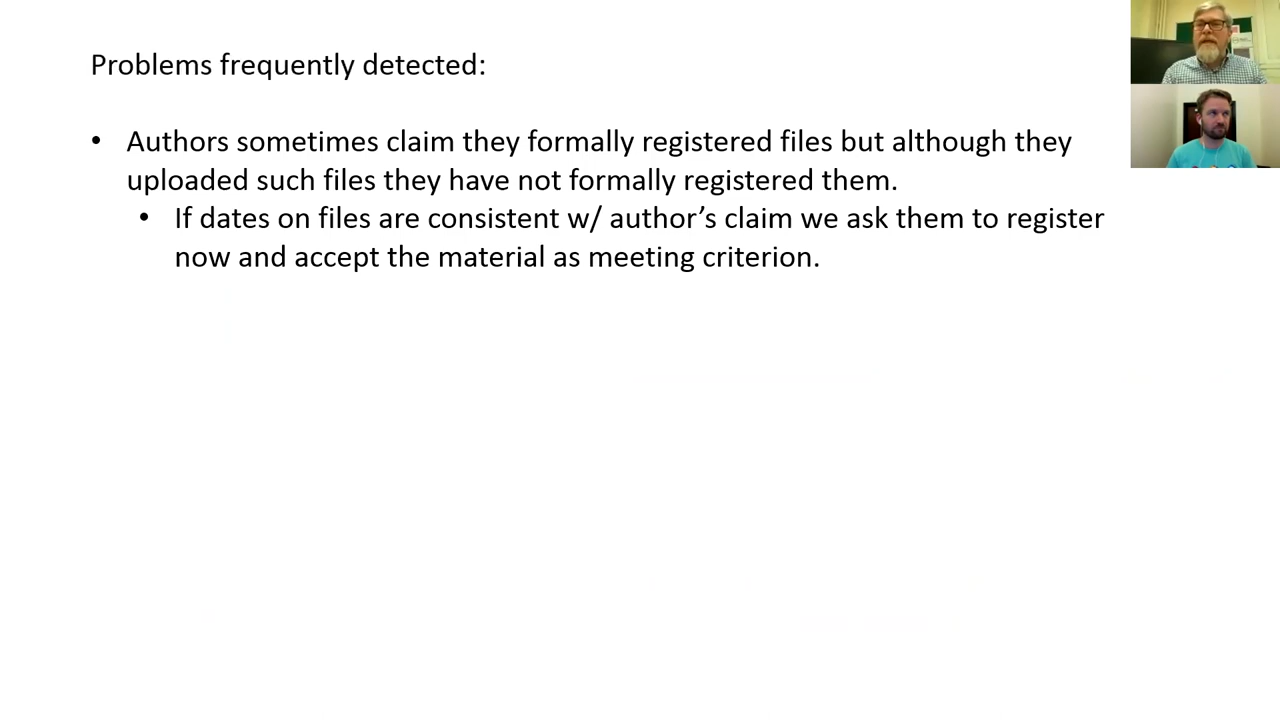 Problems frequently detected:
• Authors sometimes claim they formally registered files but although they
uploaded such files they have not formally registered them.
• If dates on files are consistent w/ author’s claim we ask them to register
now and accept the material as meeting criterion.